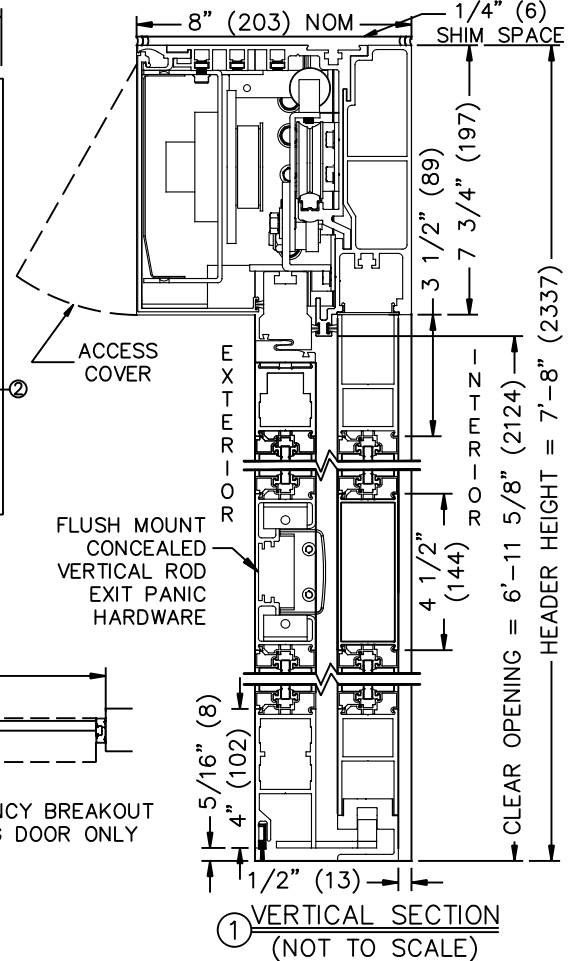 8" (203) NOM
1/4" (6)
SHIM SPACE
3 1/2" (89)
7 3/4" (197)
ACCESS
COVER
2
EXTERIOR
INTERIOR
FLUSH MOUNT
CONCEALED
VERTICAL ROD
EXIT PANIC
HARDWARE
4 1/2"
(144)
CLEAR OPENING = 6'-11 5/8" (2124)
HEADER HEIGHT = 7'-8" (2337)
5/16" (8)
4" (102)
NCY BREAKOUT
DOOR ONLY
1/2" (13)
1 VERTICAL SECTION
(NOT TO SCALE)